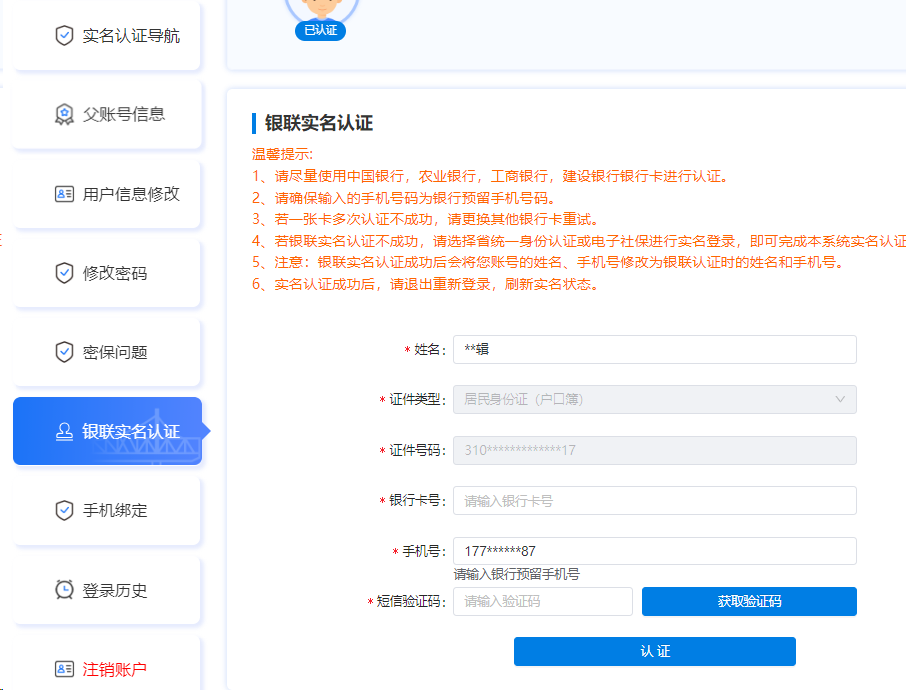 已认证
实名认证导航
父账号信息
用户信息修改
修改密码
密保问题
银联实名认证
手机绑定
登录历史
注销账户
银联实名认证
温馨提示:
1、请尽量使用中国银行，农业银行，工商银行，建设银行银行卡进行认证。
2、请确保输入的手机号码为银行预留手机号码。
3、若一张卡多次认证不成功，请更换其他银行卡重试。
4、若银联实名认证不成功，请选择省统一身份认证或电子社保进行实名登录，即可完成本系统实名认证
5、注意：银联实名认证成功后会将您账号的姓名、手机号修改为银联认证时的姓名和手机号。
6、实名认证成功后，请退出重新登录，刷新实名状态。
* 姓名: **辑
* 证件类型: 居民身份证（户口簿）
* 证件号码: 310*************17
* 银行卡号: 请输入银行卡号
* 手机号: 177******87
请输入银行预留手机号
* 短信验证码: 请输入验证码 获取验证码
认 证